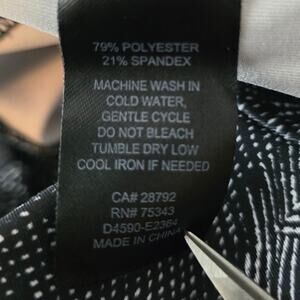 79% POLYESTER
21% SPANDEX
MACHINE WASH IN
COLD WATER,
GENTLE CYCLE
DO NOT BLEACH
TUMBLE DRY LOW
COOL IRON IF NEEDED
CA# 28792
RN# 75343
D4590-E2364
MADE IN CHINA